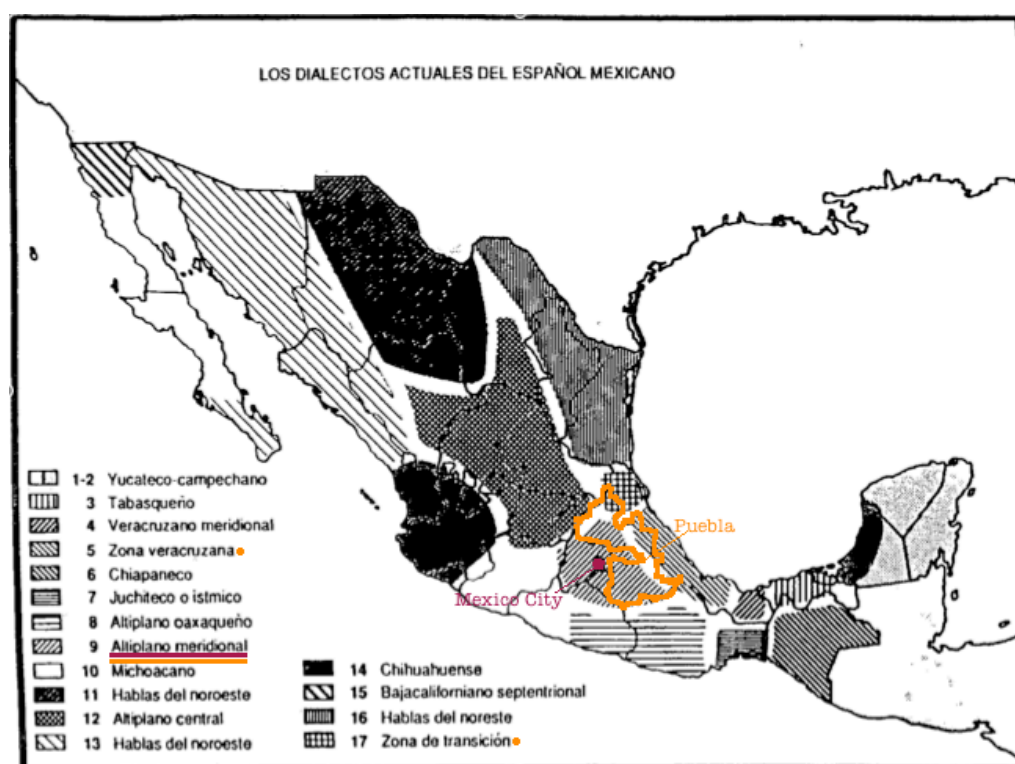 LOS DIALECTOS ACTUALES DEL ESPAÑOL MEXICANO
Puebla
Mexico City
1-2 Yucateco-campechano
3 Tabasqueño
4 Veracruzano meridional
5 Zona veracruzana
6 Chiapaneco
7 Juchiteco o istmico
8 Altiplano oaxaqueño
9 Altiplano meridional
10 Michoacano
11 Hablas del noroeste
12 Altiplano central
13 Hablas del noroeste
14 Chihuahuense
15 Bajacaliforniano septentrional
16 Hablas del noreste
17 Zona de transición